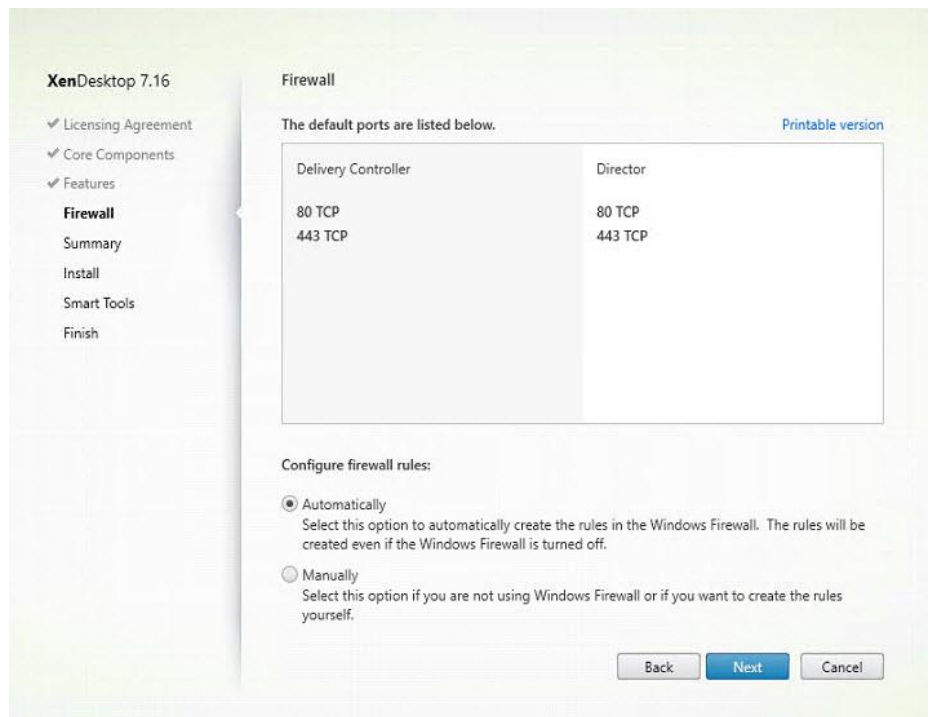 XenDesktop 7.16
Licensing Agreement
Core Components
Features
Firewall
Summary
Install
Smart Tools
Finish
Firewall
The default ports are listed below.
Printable version
Delivery Controller
80 TCP
443 TCP
Director
80 TCP
443 TCP
Configure firewall rules:
Automatically
Select this option to automatically create the rules in the Windows Firewall. The rules will be
created even if the Windows Firewall is turned off.
Manually
Select this option if you are not using Windows Firewall or if you want to create the rules
yourself.
Back
Next
Cancel